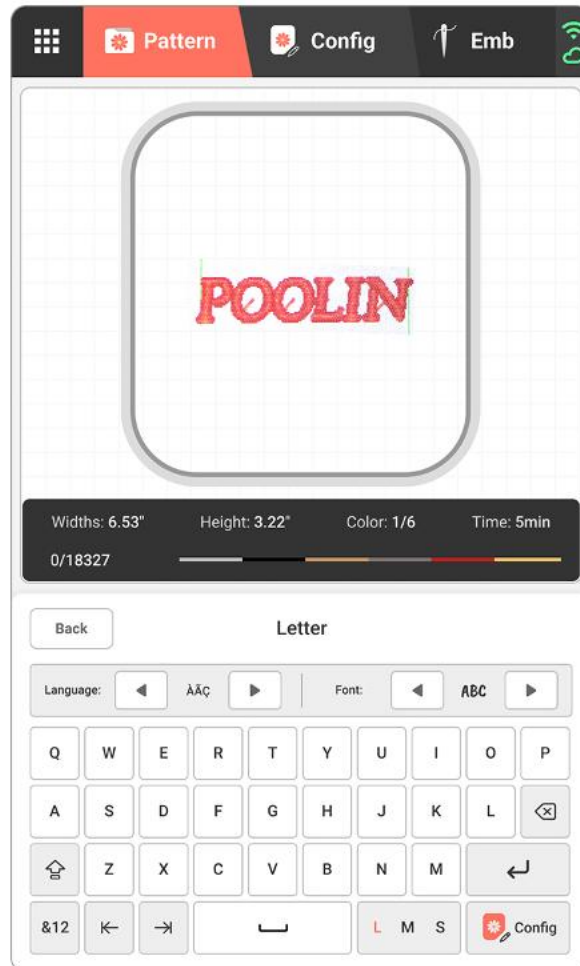 Pattern Config Emb
POOLIN
Widths: 6.53" Height: 3.22" Color: 1/6 Time: 5min
0/18327
Back Letter
Language: ÀÃÇ Font: ABC
Q W E R T Y U I O P
A S D F G H J K L
Z X C V B N M
&12 L M S Config